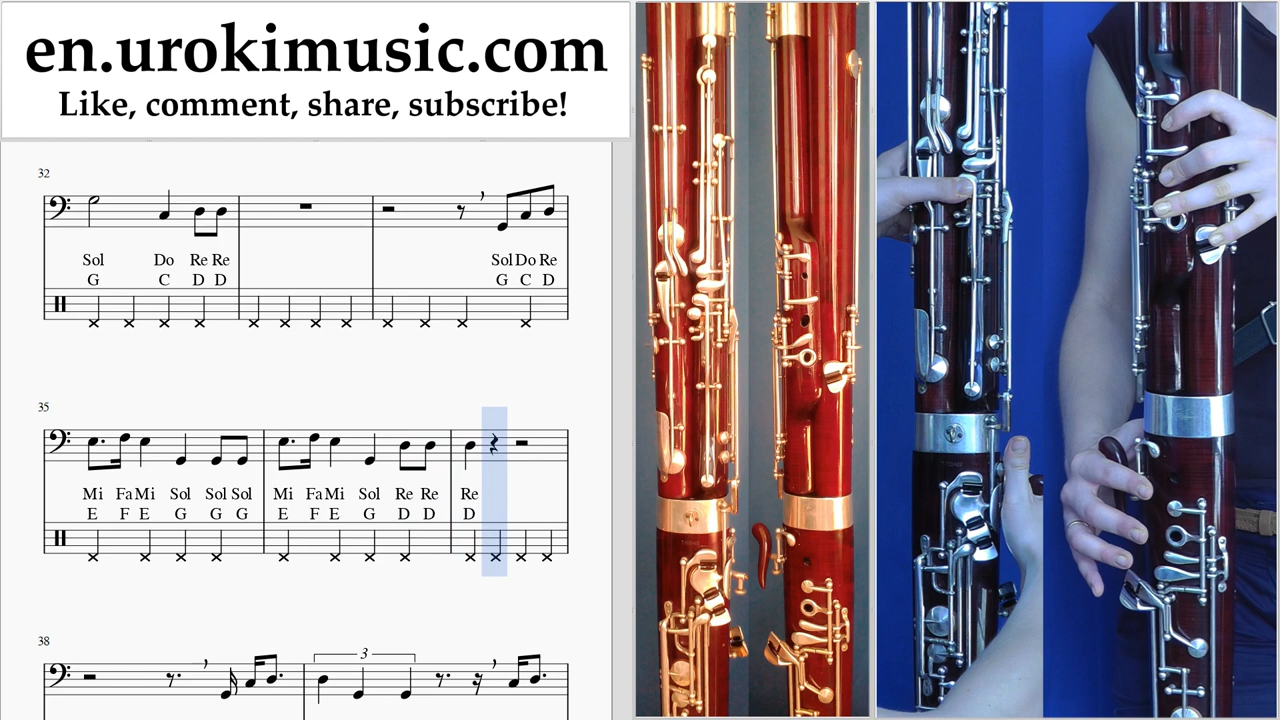 en.urokimusic.com
Like, comment, share, subscribe!
32
Sol Do Re Re Sol Do Re
G C D D G C D
35
Mi Fa Mi Sol Sol Sol Mi Fa Mi Sol Re Re Re
E F E G G G E F E G D D D
38
3